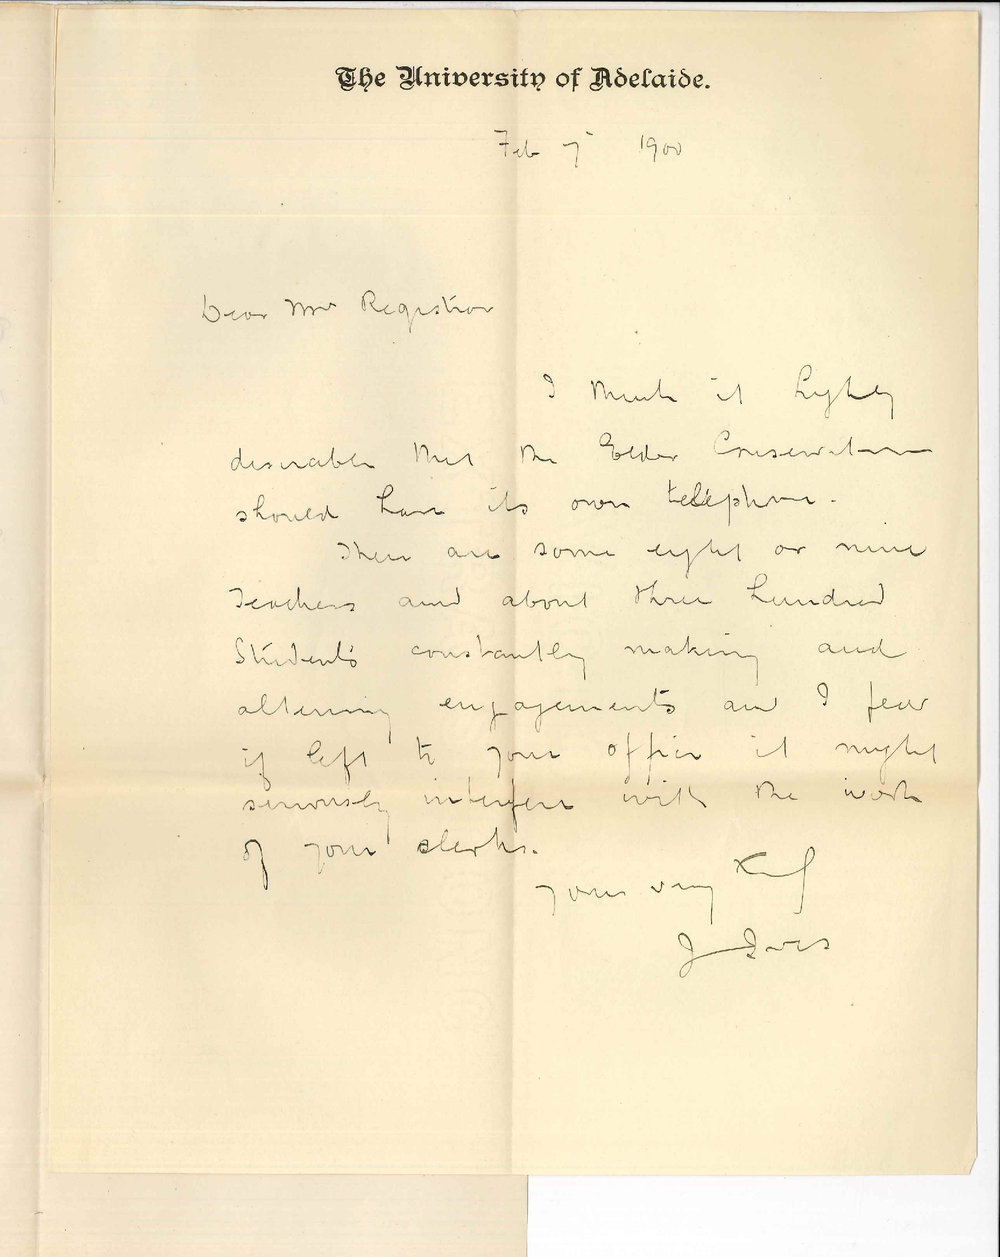 The University of Adelaide.
Feb 7 1900
Dear Mr Registrar
I think it highly
desirable that the Elder Conservatorium
should have its own telephone.
There are some eight or nine
Teachers and about three hundred
Students constantly making and
altering engagements and I fear
if left to your office it might
seriously interfere with the work
of your clerks.
Yours very
J Ives